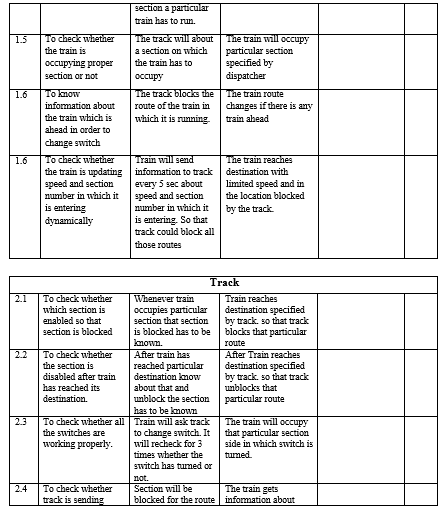 section a particular
train has to run.
1.5
To check whether
the train is
occupying proper
section or not
The track will about
a section on which
the train has to
occupy
The train will occupy
particular section
specified by
dispatcher
1.6
To know
information about
the train which is
ahead in order to
change switch
The track blocks the
route of the train in
which it is running.
The train route
changes if there is any
train ahead
1.6
To check whether
the train is updating
speed and section
number in which it
is entering
dynamically
Train will send
information to track
every 5 sec about
speed and section
number in which it
is entering. So that
track could block all
those routes
The train reaches
destination with
limited speed and in
the location blocked
by the track.
Track
2.1
To check whether
which section is
enabled so that
section is blocked
Whenever train
occupies particular
section that section
is blocked has to be
known.
Train reaches
destination specified
by track. so that track
blocks that particular
route
2.2
To check whether
the section is
disabled after train
has reached its
destination.
After train has
reached particular
destination know
about that and
unblock the section
has to be known
After Train reaches
destination specified
by track. so that track
unblocks that
particular route
2.3
To check whether all
the switches are
working properly.
Train will ask track
to change switch. It
will recheck for 3
times whether the
switch has turned or
not.
The train will occupy
that particular section
side in which switch is
turned.
2.4
To check whether
track is sending
Section will be
blocked for the route
The train gets
information about